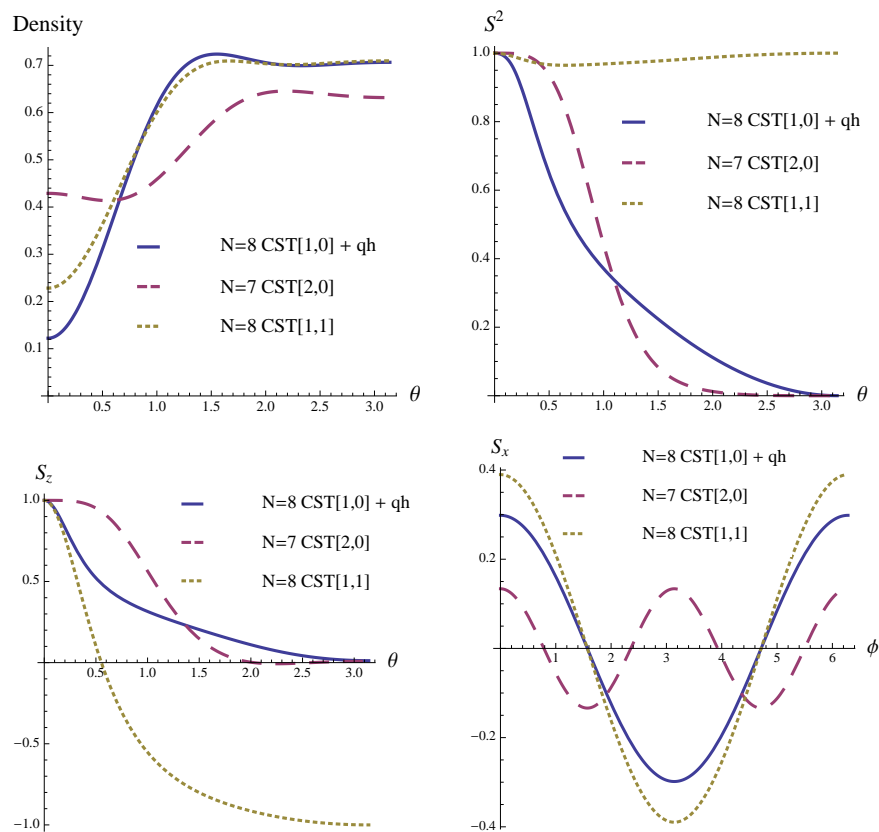 Density
0.7
0.6
0.5
0.4
0.3
0.2
0.1
0.5 1.0 1.5 2.0 2.5 3.0 θ
N=8 CST[1,0] + qh
N=7 CST[2,0]
N=8 CST[1,1]
S²
1.0
0.8
0.6
0.4
0.2
0.5 1.0 1.5 2.0 2.5 3.0 θ
N=8 CST[1,0] + qh
N=7 CST[2,0]
N=8 CST[1,1]
S_z
1.0
0.5
−0.5
−1.0
0.5 1.0 1.5 2.0 2.5 3.0 θ
N=8 CST[1,0] + qh
N=7 CST[2,0]
N=8 CST[1,1]
S_x
0.4
0.2
−0.2
−0.4
1 2 3 4 5 6 ϕ
N=8 CST[1,0] + qh
N=7 CST[2,0]
N=8 CST[1,1]